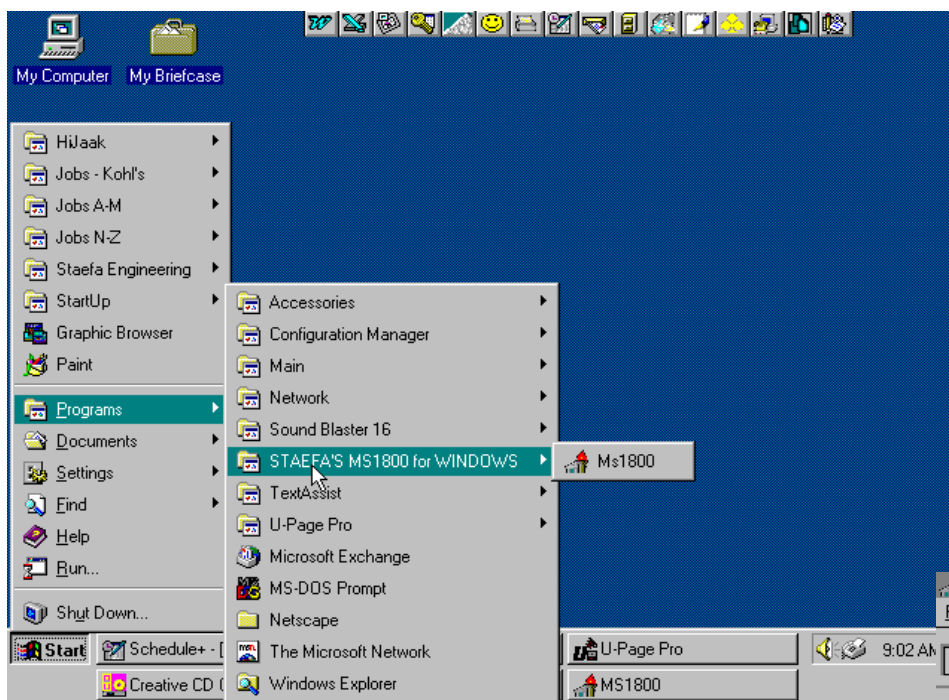 My Computer
My Briefcase
HiJaak
Jobs - Kohl's
Jobs A-M
Jobs N-Z
Staefa Engineering
StartUp
Graphic Browser
Paint
Programs
Documents
Settings
Find
Help
Run...
Shut Down...
Accessories
Configuration Manager
Main
Network
Sound Blaster 16
STAEFA'S MS1800 for WINDOWS
TextAssist
U-Page Pro
Microsoft Exchange
MS-DOS Prompt
Netscape
The Microsoft Network
Windows Explorer
Ms1800
Start
Schedule+ - [
U-Page Pro
9:02 AM
Creative CD (
MS1800